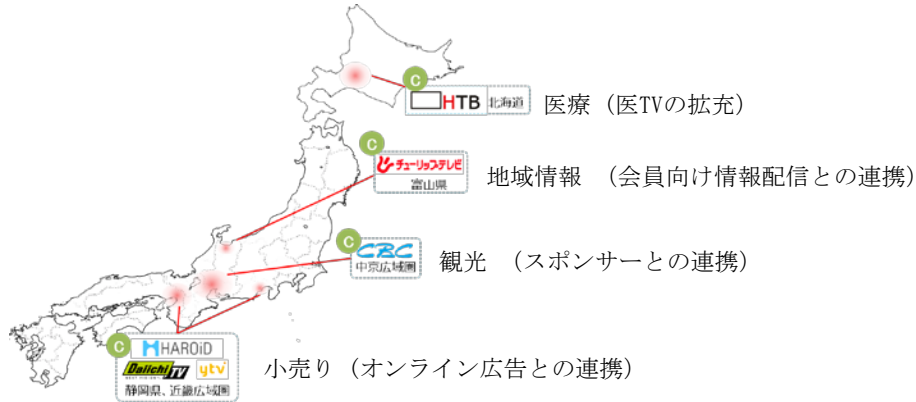 C
HTB 北海道 医療（医TVの拡充）
C
チューリップテレビ
富山県
地域情報　（会員向け情報配信との連携）
C
CBC
中京広域圏
観光　（スポンサーとの連携）
C
HAROiD
Daiichi TV ytv
静岡県、近畿広域圏
小売り（オンライン広告との連携）